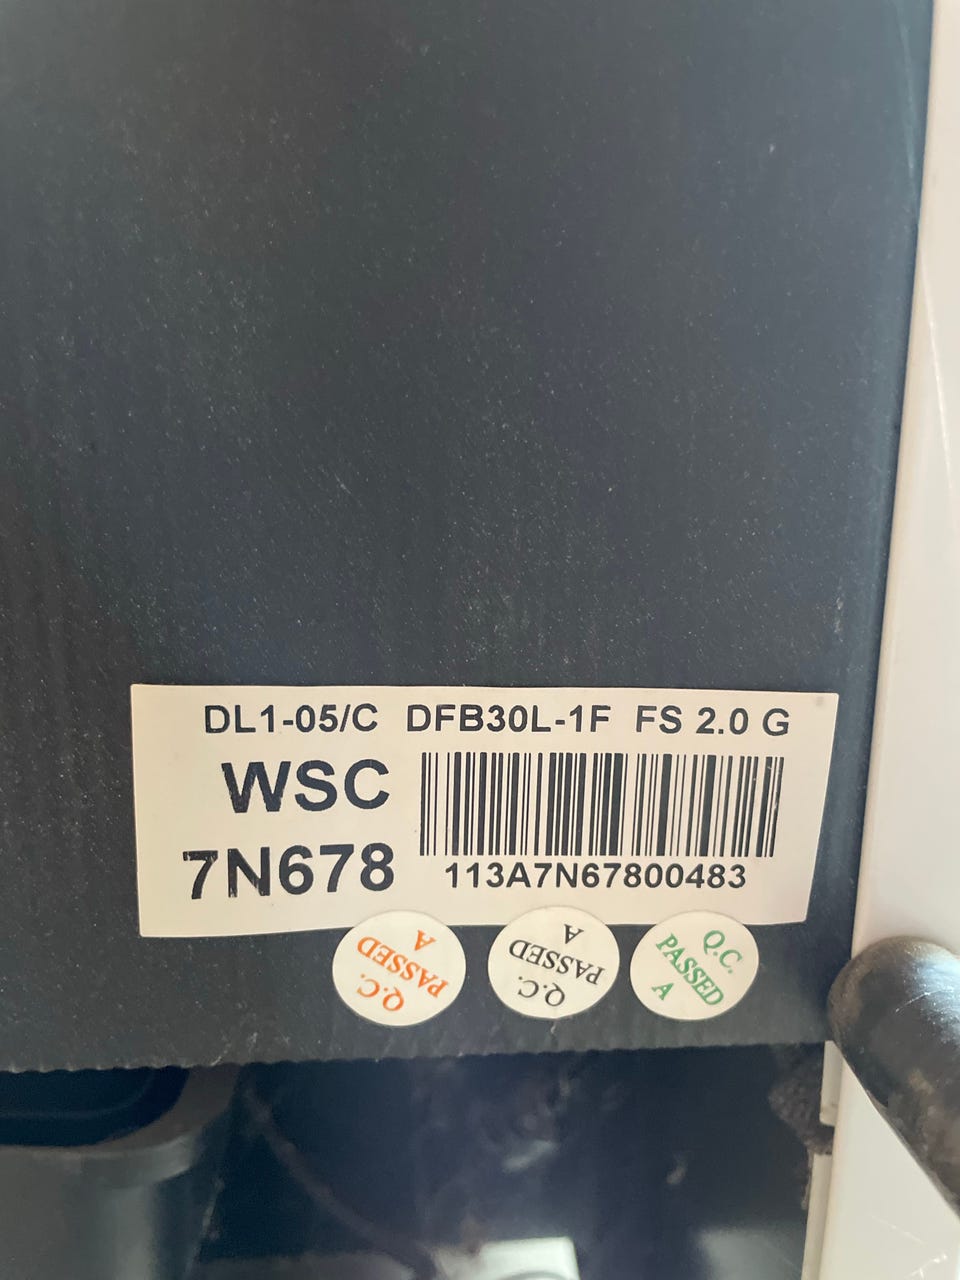 DL1-05/C DFB30L-1F FS 2.0 G
WSC
7N678
113A7N67800483
Q.C.
PASSED
A
Q.C.
PASSED
A
Q.C.
PASSED
A